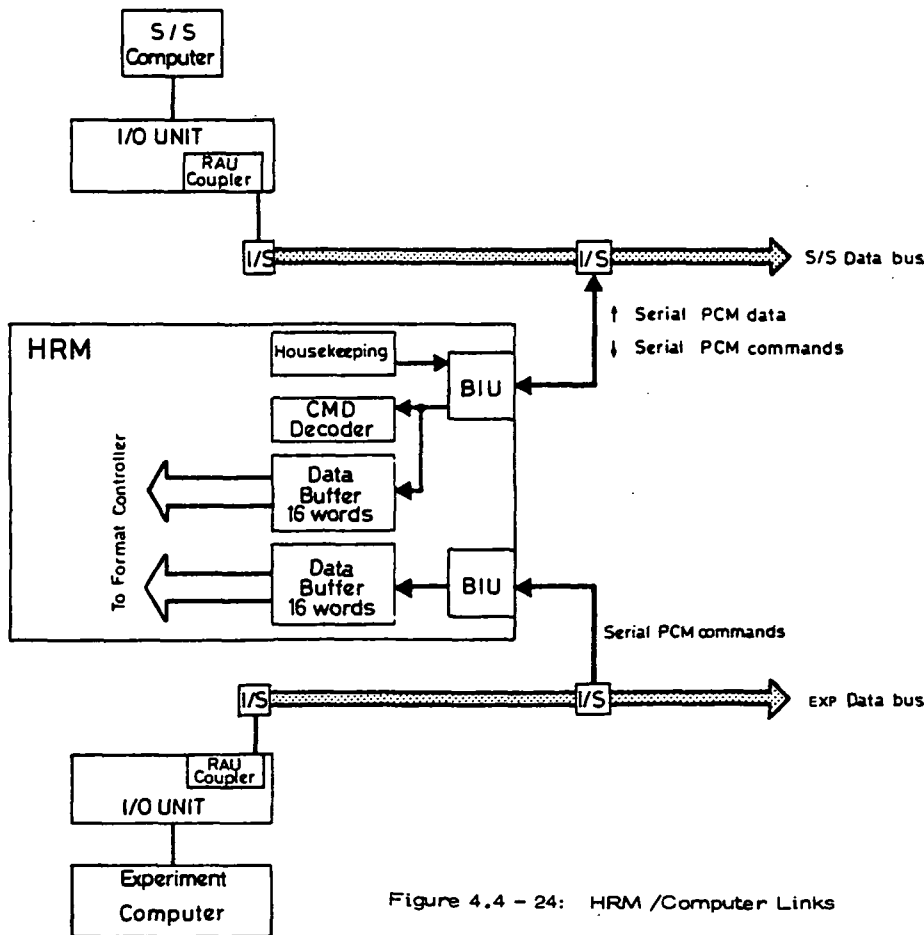 S/S
Computer
I/O UNIT
RAU
Coupler
I/S
I/S
S/S Data bus
↑ Serial PCM data
↓ Serial PCM commands
HRM
Housekeeping
BIU
CMD
Decoder
To Format Controller
Data
Buffer
16 words
Data
Buffer
16 words
BIU
Serial PCM commands
I/S
I/S
EXP Data bus
RAU
Coupler
I/O UNIT
Experiment
Computer
Figure 4.4 - 24: HRM /Computer Links